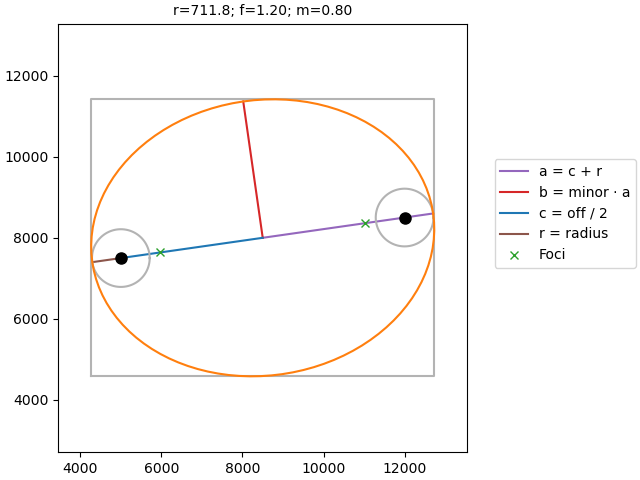 r=711.8; f=1.20; m=0.80
12000
10000
8000
6000
4000
4000
6000
8000
10000
12000
a = c + r
b = minor · a
c = off / 2
r = radius
Foci